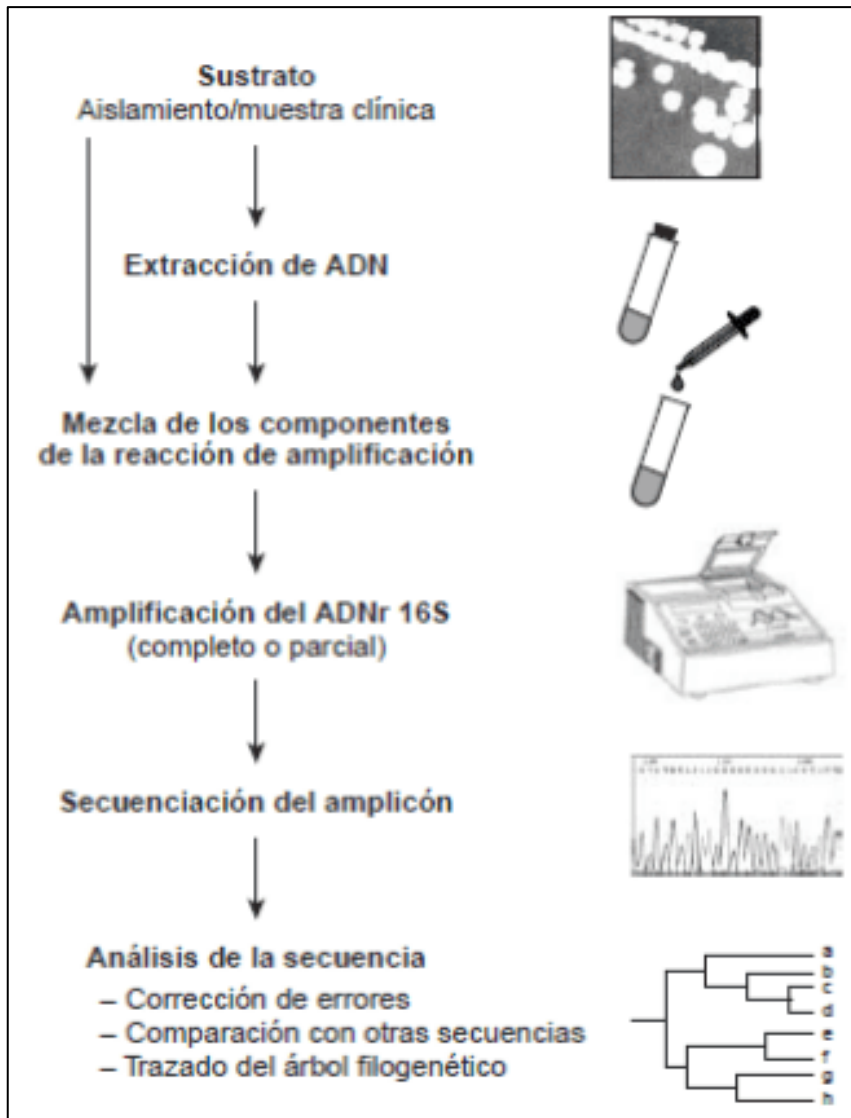 Sustrato
Aislamiento/muestra clínica
Extracción de ADN
Mezcla de los componentes
de la reacción de amplificación
Amplificación del ADNr 16S
(completo o parcial)
Secuenciación del amplicón
Análisis de la secuencia
– Corrección de errores
– Comparación con otras secuencias
– Trazado del árbol filogenético
a
b
c
d
e
f
g
h